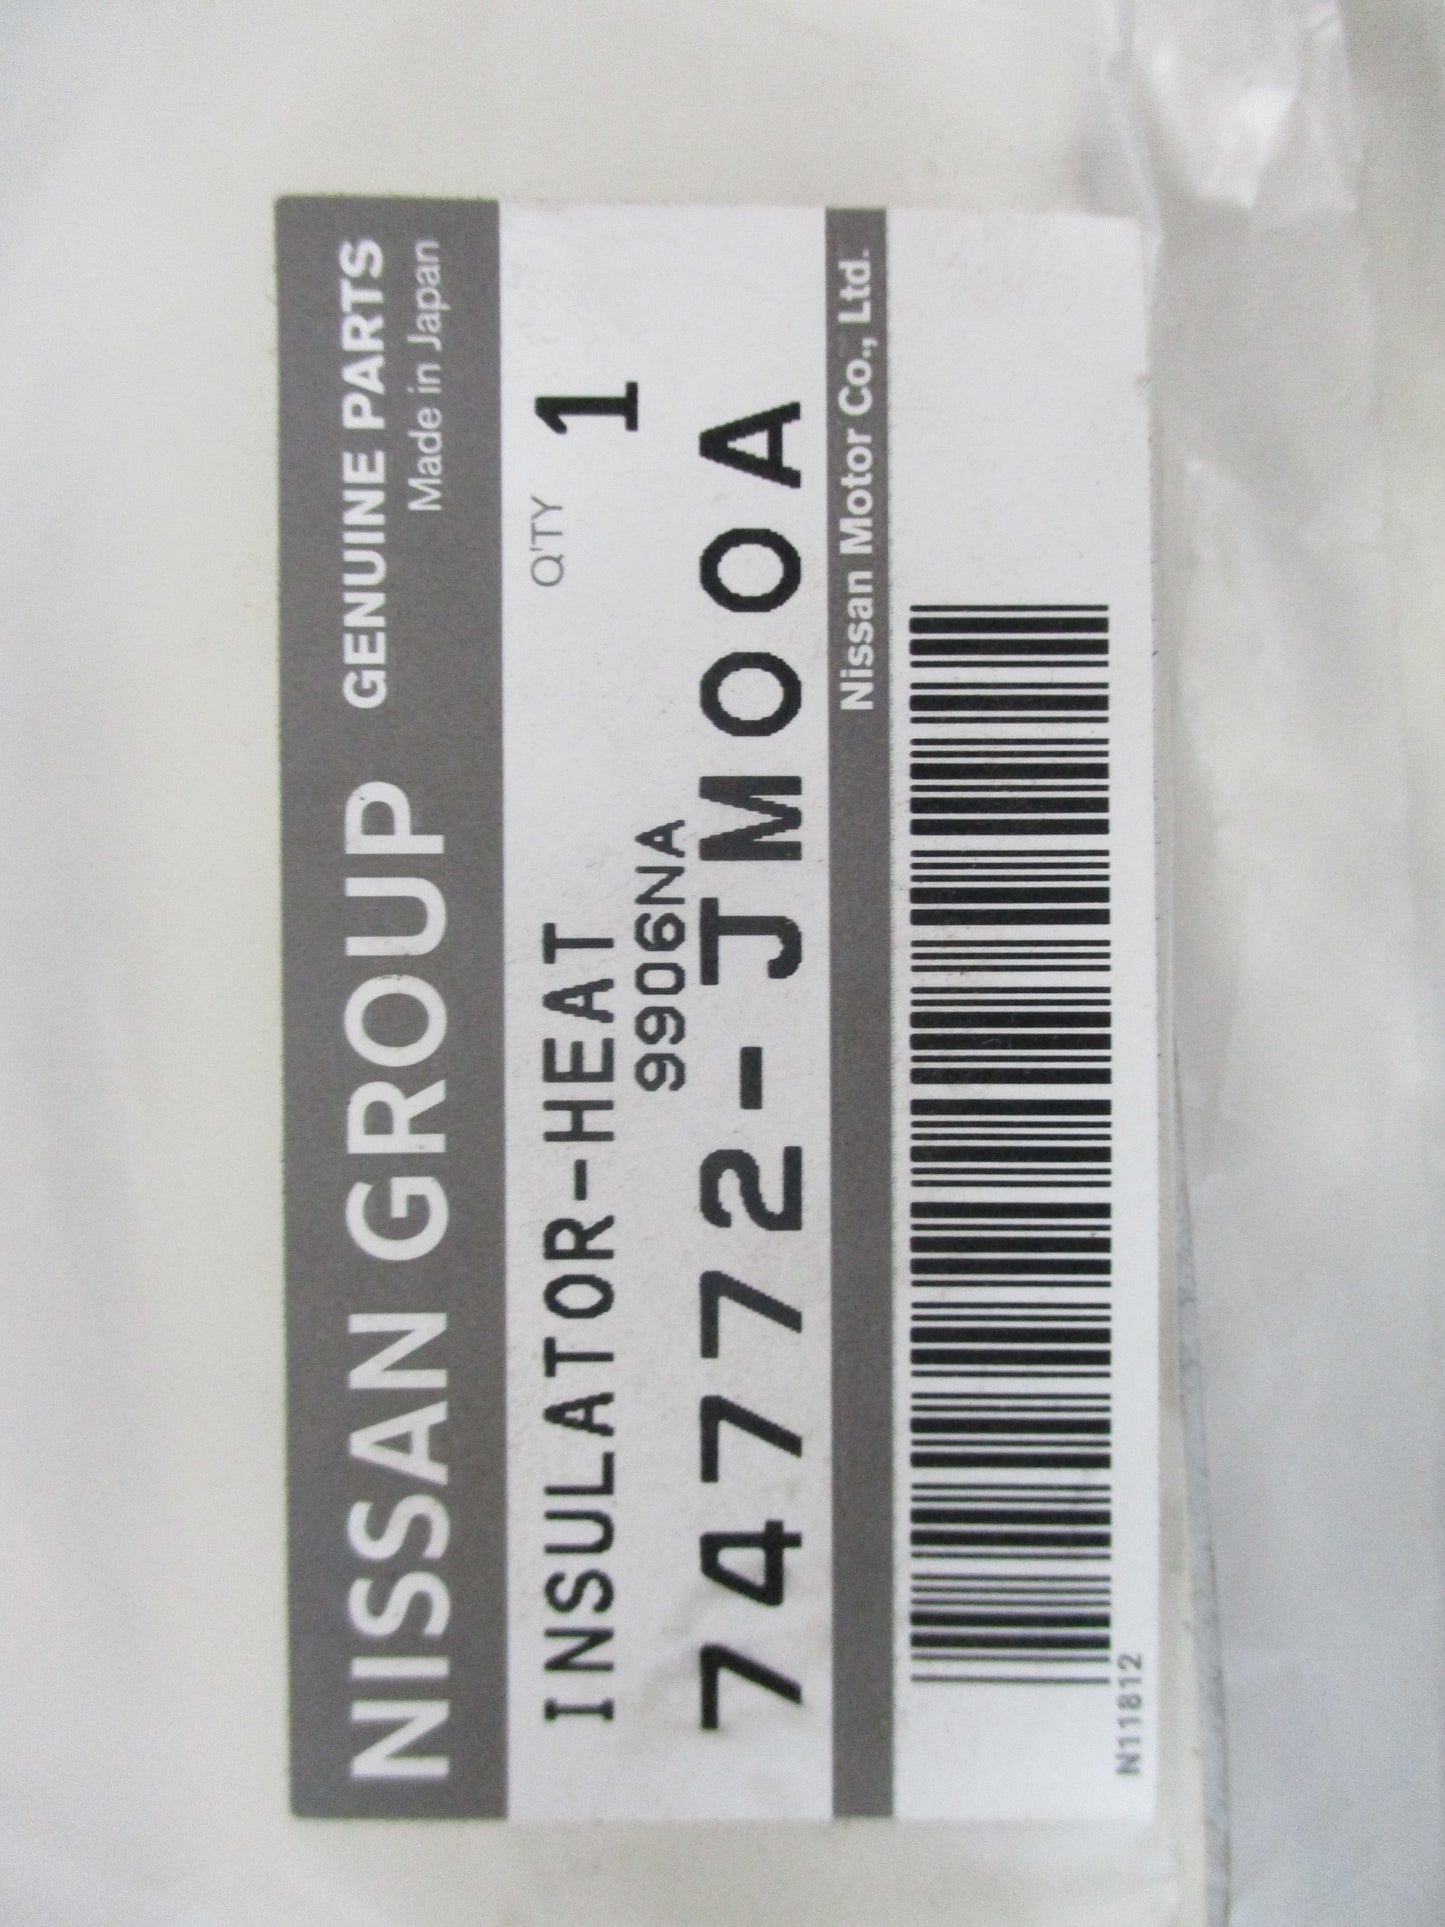 NISSAN GROUP GENUINE PARTS
Made in Japan
INSULATOR-HEAT Q'TY 1
9906NA
74772-JM00A
Nissan Motor Co., Ltd.
N11812